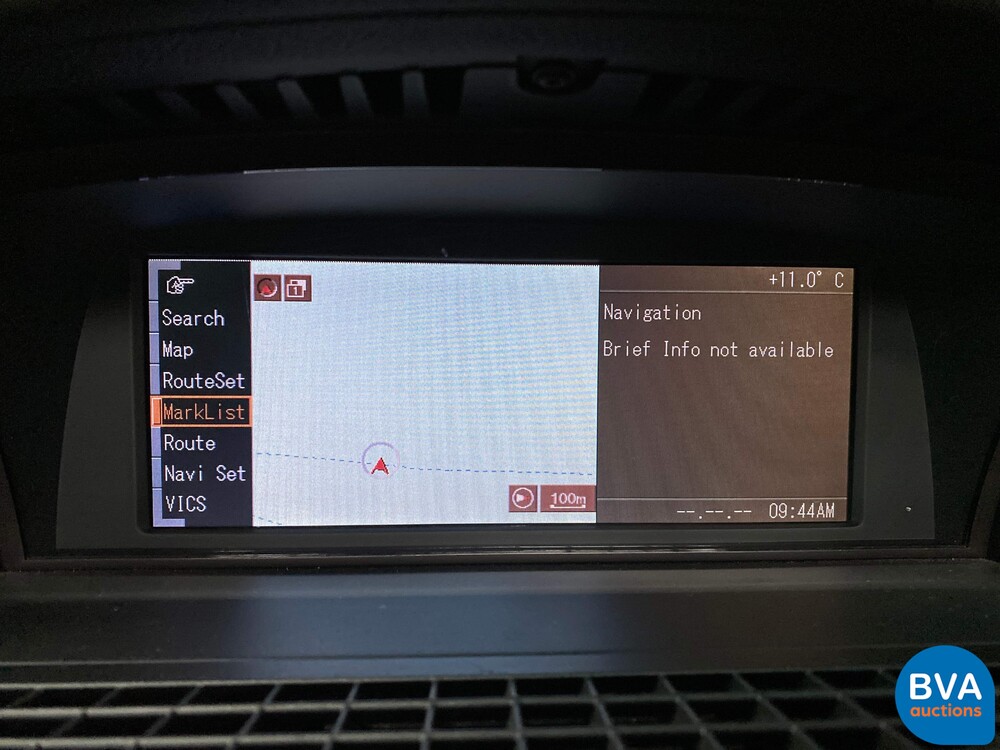 Search
Map
RouteSet
MarkList
Route
Navi Set
VICS
1
100m
+11.0° C
Navigation
Brief Info not available
--.--.-- 09:44AM
BVA
auctions